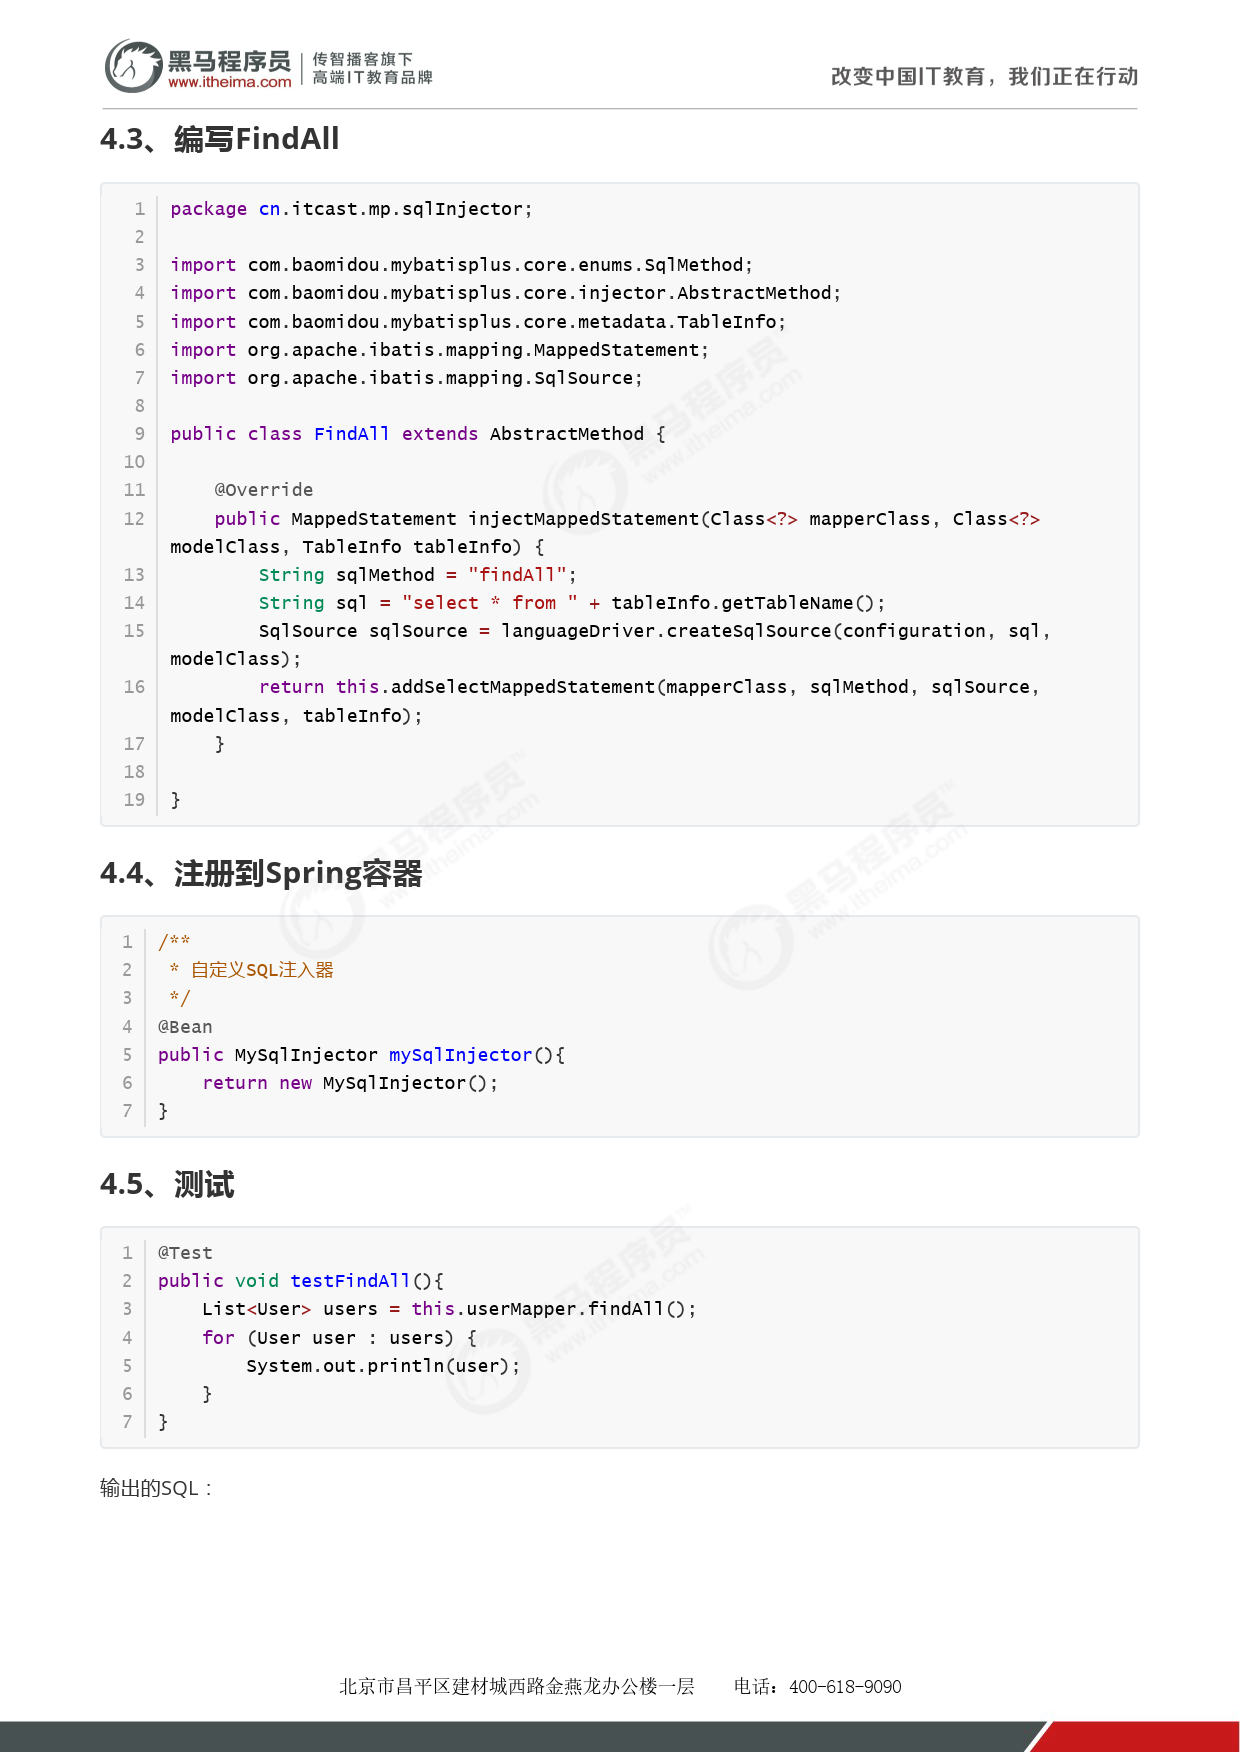 黑马程序员
www.itheima.com
传智播客旗下
高端IT教育品牌
改变中国IT教育，我们正在行动
4.3、编写FindAll
1 package cn.itcast.mp.sqlInjector;
2
3 import com.baomidou.mybatisplus.core.enums.SqlMethod;
4 import com.baomidou.mybatisplus.core.injector.AbstractMethod;
5 import com.baomidou.mybatisplus.core.metadata.TableInfo;
6 import org.apache.ibatis.mapping.MappedStatement;
7 import org.apache.ibatis.mapping.SqlSource;
8
9 public class FindAll extends AbstractMethod {
10
11     @Override
12     public MappedStatement injectMappedStatement(Class<?> mapperClass, Class<?>
modelClass, TableInfo tableInfo) {
13         String sqlMethod = "findAll";
14         String sql = "select * from " + tableInfo.getTableName();
15         SqlSource sqlSource = languageDriver.createSqlSource(configuration, sql,
modelClass);
16         return this.addSelectMappedStatement(mapperClass, sqlMethod, sqlSource,
modelClass, tableInfo);
17     }
18
19 }
4.4、注册到Spring容器
1 /**
2  * 自定义SQL注入器
3  */
4 @Bean
5 public MySqlInjector mySqlInjector(){
6     return new MySqlInjector();
7 }
4.5、测试
1 @Test
2 public void testFindAll(){
3     List<User> users = this.userMapper.findAll();
4     for (User user : users) {
5         System.out.println(user);
6     }
7 }
输出的SQL：
北京市昌平区建材城西路金燕龙办公楼一层 电话：400-618-9090